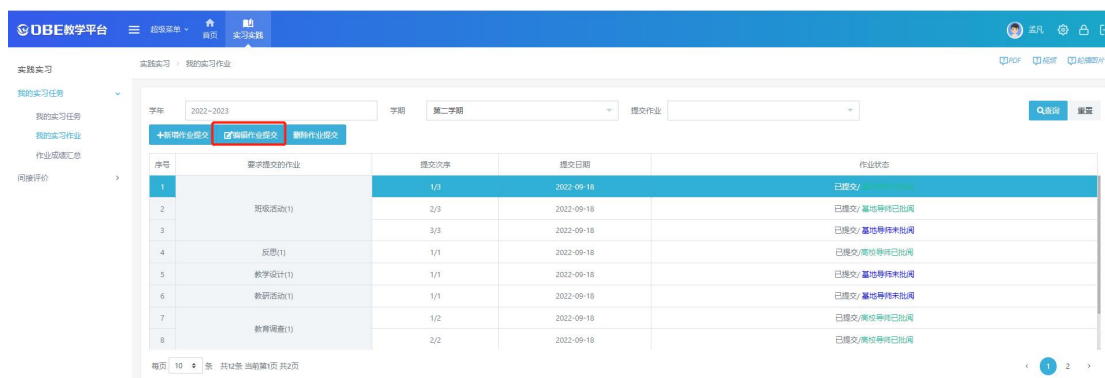 OBE教学平台 超级菜单 首页 实习实践 孟凡
实践实习
实践实习 > 我的实习作业
PDF 视频
我的实习任务
我的实习任务
我的实习作业
作业成绩汇总
间接评价
学年 2022~2023 学期 第二学期 提交作业 查询 重置
+新增作业提交 编辑作业提交 删除作业提交
序号 要求提交的作业 提交次序 提交日期 作业状态
1 班级活动(1) 1/3 2022-09-18 已提交/
2 2/3 2022-09-18 已提交/ 基地导师已批阅
3 3/3 2022-09-18 已提交/ 基地导师未批阅
4 反思(1) 1/1 2022-09-18 已提交/高校导师已批阅
5 教学设计(1) 1/1 2022-09-18 已提交/ 基地导师未批阅
6 教研活动(1) 1/1 2022-09-18 已提交/ 基地导师未批阅
7 教育调查(1) 1/2 2022-09-18 已提交/高校导师已批阅
8 2/2 2022-09-18 已提交/高校导师已批阅
每页 10 条 共12条 当前第1页 共2页 < 1 2 >